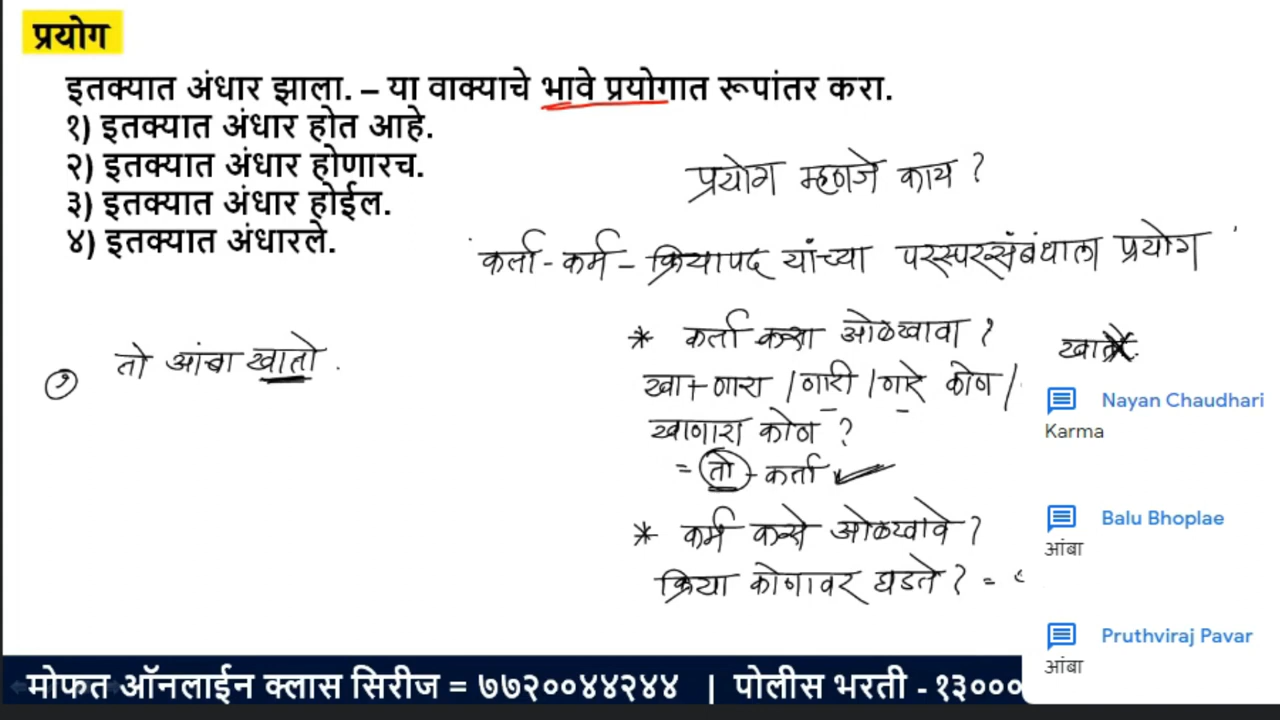 प्रयोग
इतक्यात अंधार झाला. – या वाक्याचे भावे प्रयोगात रूपांतर करा.
१) इतक्यात अंधार होत आहे.
२) इतक्यात अंधार होणारच.
३) इतक्यात अंधार होईल.
४) इतक्यात अंधारले.
प्रयोग म्हणजे काय ?
'कर्ता - कर्म - क्रियापद यांच्या परस्परसंबंधाला प्रयोग'
* कर्ता कसा ओळखावा ?
खा + णारा / णारी / णारे कोण /
खाणारा कोण ?
= तो - कर्ता
* कर्म कसे ओळखावे ?
क्रिया कोणावर घडते ? =
१ तो आंबा खातो.
Nayan Chaudhari
Karma
Balu Bhoplae
आंबा
Pruthviraj Pavar
आंबा
मोफत ऑनलाईन क्लास सिरीज = ७७२००४४२४४ | पोलीस भरती - १३०००